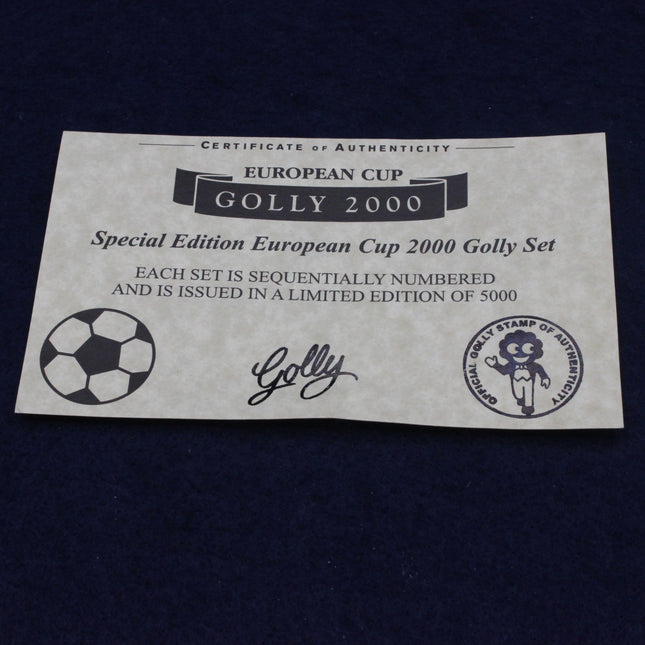 CERTIFICATE OF AUTHENTICITY
EUROPEAN CUP
GOLLY 2000
Special Edition European Cup 2000 Golly Set
EACH SET IS SEQUENTIALLY NUMBERED
AND IS ISSUED IN A LIMITED EDITION OF 5000
Golly
OFFICIAL GOLLY STAMP OF AUTHENTICITY